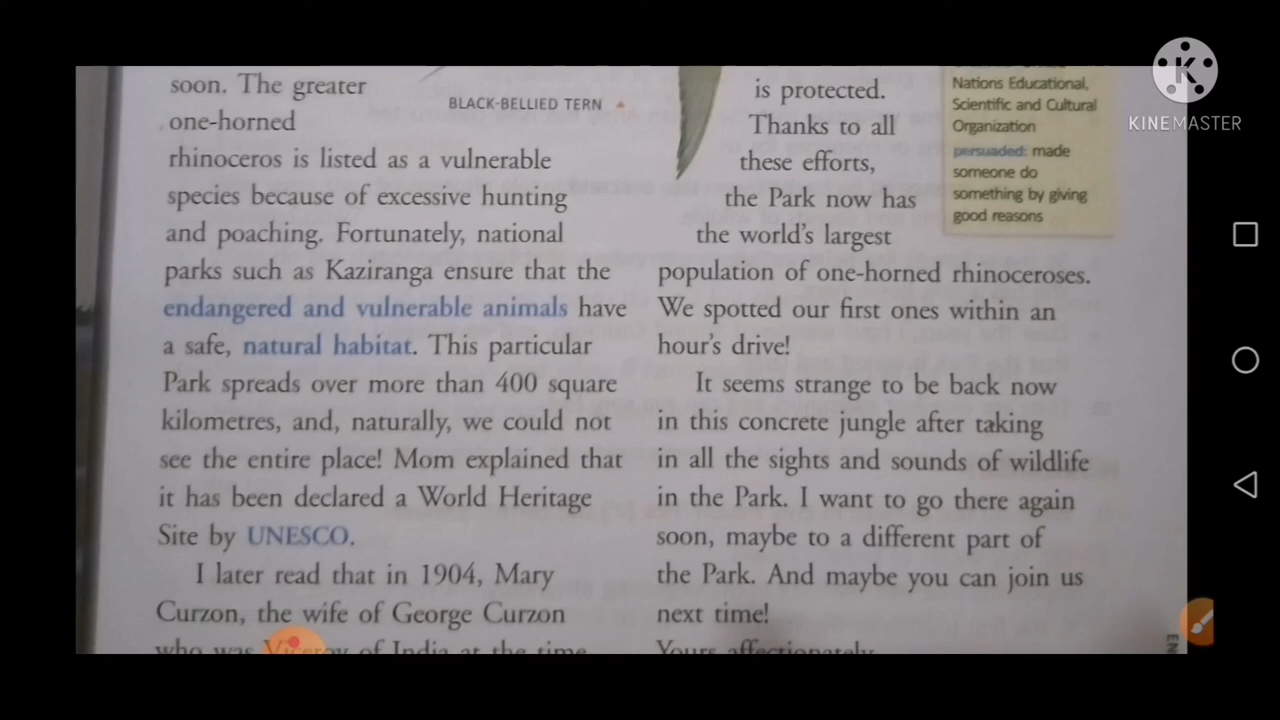 soon. The greater
one-horned
rhinoceros is listed as a vulnerable
species because of excessive hunting
and poaching. Fortunately, national
parks such as Kaziranga ensure that the
endangered and vulnerable animals have
a safe, natural habitat. This particular
Park spreads over more than 400 square
kilometres, and, naturally, we could not
see the entire place! Mom explained that
it has been declared a World Heritage
Site by UNESCO.
I later read that in 1904, Mary
Curzon, the wife of George Curzon
who was Viceroy of India at the time
BLACK-BELLIED TERN
is protected.
Thanks to all
these efforts,
the Park now has
the world's largest
population of one-horned rhinoceroses.
We spotted our first ones within an
hour's drive!
It seems strange to be back now
in this concrete jungle after taking
in all the sights and sounds of wildlife
in the Park. I want to go there again
soon, maybe to a different part of
the Park. And maybe you can join us
next time!
Yours affectionately
Nations Educational,
Scientific and Cultural
Organization
persuaded: made
someone do
something by giving
good reasons
K
KINEMASTER